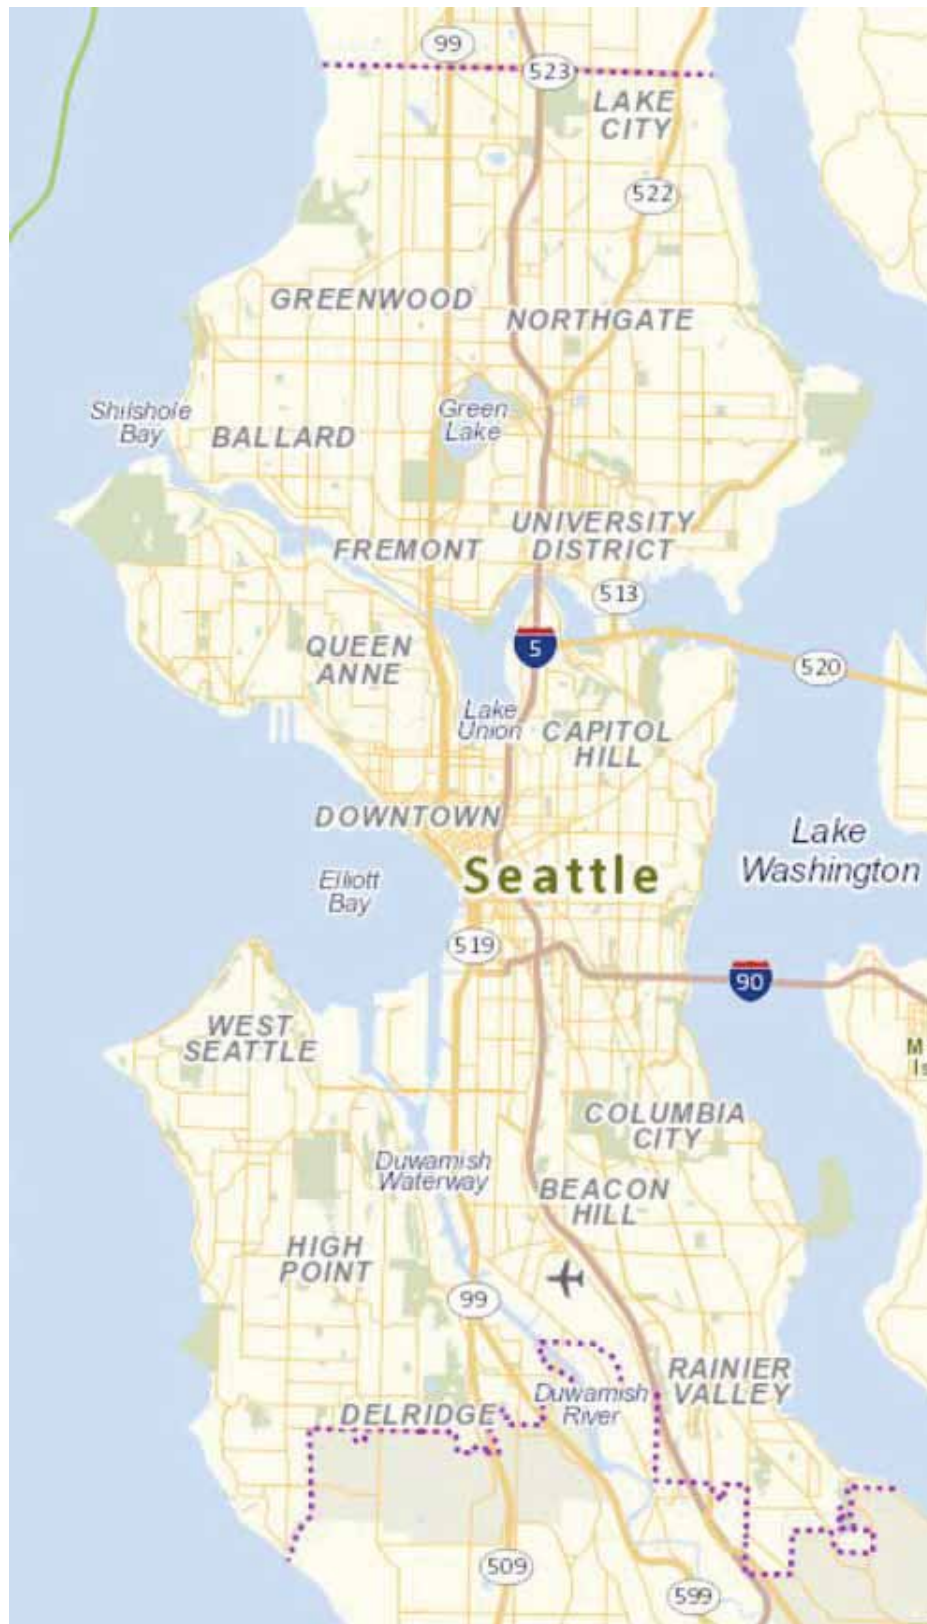 99
523
LAKE
CITY
522
GREENWOOD
NORTHGATE
Shilshole
Bay
Green
Lake
BALLARD
UNIVERSITY
DISTRICT
FREMONT
513
5
QUEEN
ANNE
520
Lake
Union
CAPITOL
HILL
DOWNTOWN
Lake
Washington
Seattle
Elliott
Bay
519
90
WEST
SEATTLE
M
Is
COLUMBIA
CITY
Duwamish
Waterway
BEACON
HILL
HIGH
POINT
99
RAINIER
VALLEY
Duwamish
River
DELRIDGE
509
599